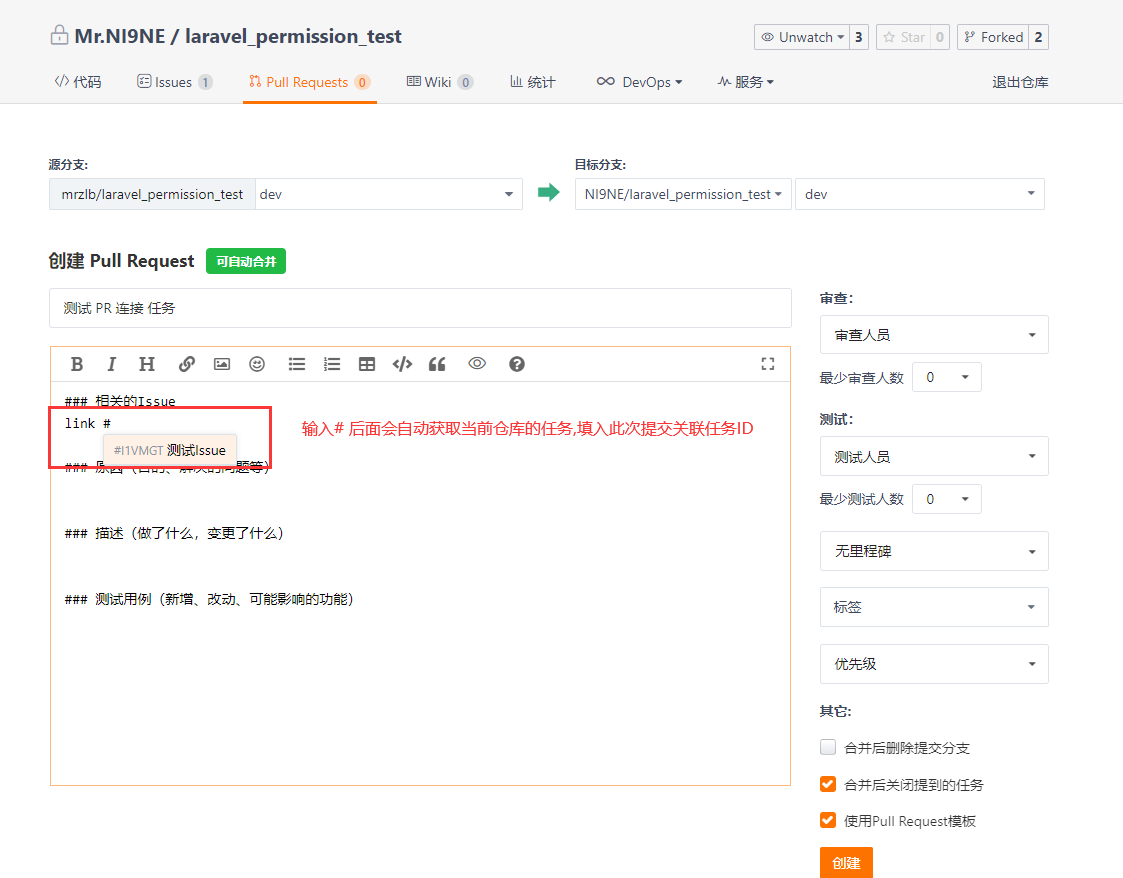 Mr.NI9NE / laravel_permission_test
Unwatch 3
Star 0
Forked 2
代码
Issues 1
Pull Requests 0
Wiki 0
统计
DevOps
服务
退出仓库
源分支:
目标分支:
mrzlb/laravel_permission_test dev
NI9NE/laravel_permission_test dev
创建 Pull Request 可自动合并
测试 PR 连接 任务
### 相关的Issue
link #
输入# 后面会自动获取当前仓库的任务,填入此次提交关联任务ID
#I1VMGT 测试Issue
### 原因（目的、解决的问题等）
### 描述（做了什么，变更了什么）
### 测试用例（新增、改动、可能影响的功能）
审查:
审查人员
最少审查人数 0
测试:
测试人员
最少测试人数 0
无里程碑
标签
优先级
其它:
合并后删除提交分支
合并后关闭提到的任务
使用Pull Request模板
创建